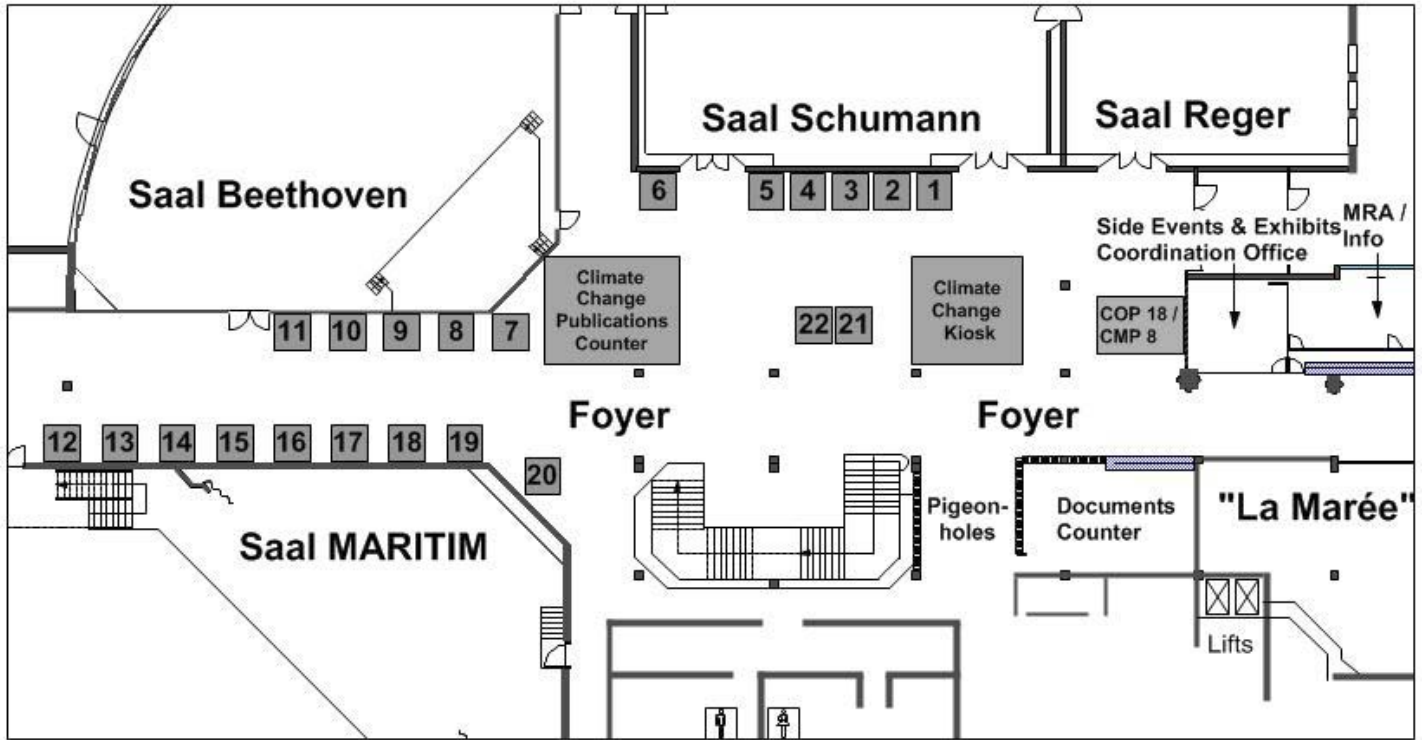 Saal Schumann
Saal Reger
Saal Beethoven
6
5
4
3
2
1
Side Events & Exhibits
Coordination Office
MRA /
Info
Climate
Change
Publications
Counter
Climate
Change
Kiosk
COP 18 /
CMP 8
11
10
9
8
7
22
21
Foyer
Foyer
12
13
14
15
16
17
18
19
20
Saal MARITIM
Pigeon-
holes
Documents
Counter
"La Marée"
Lifts